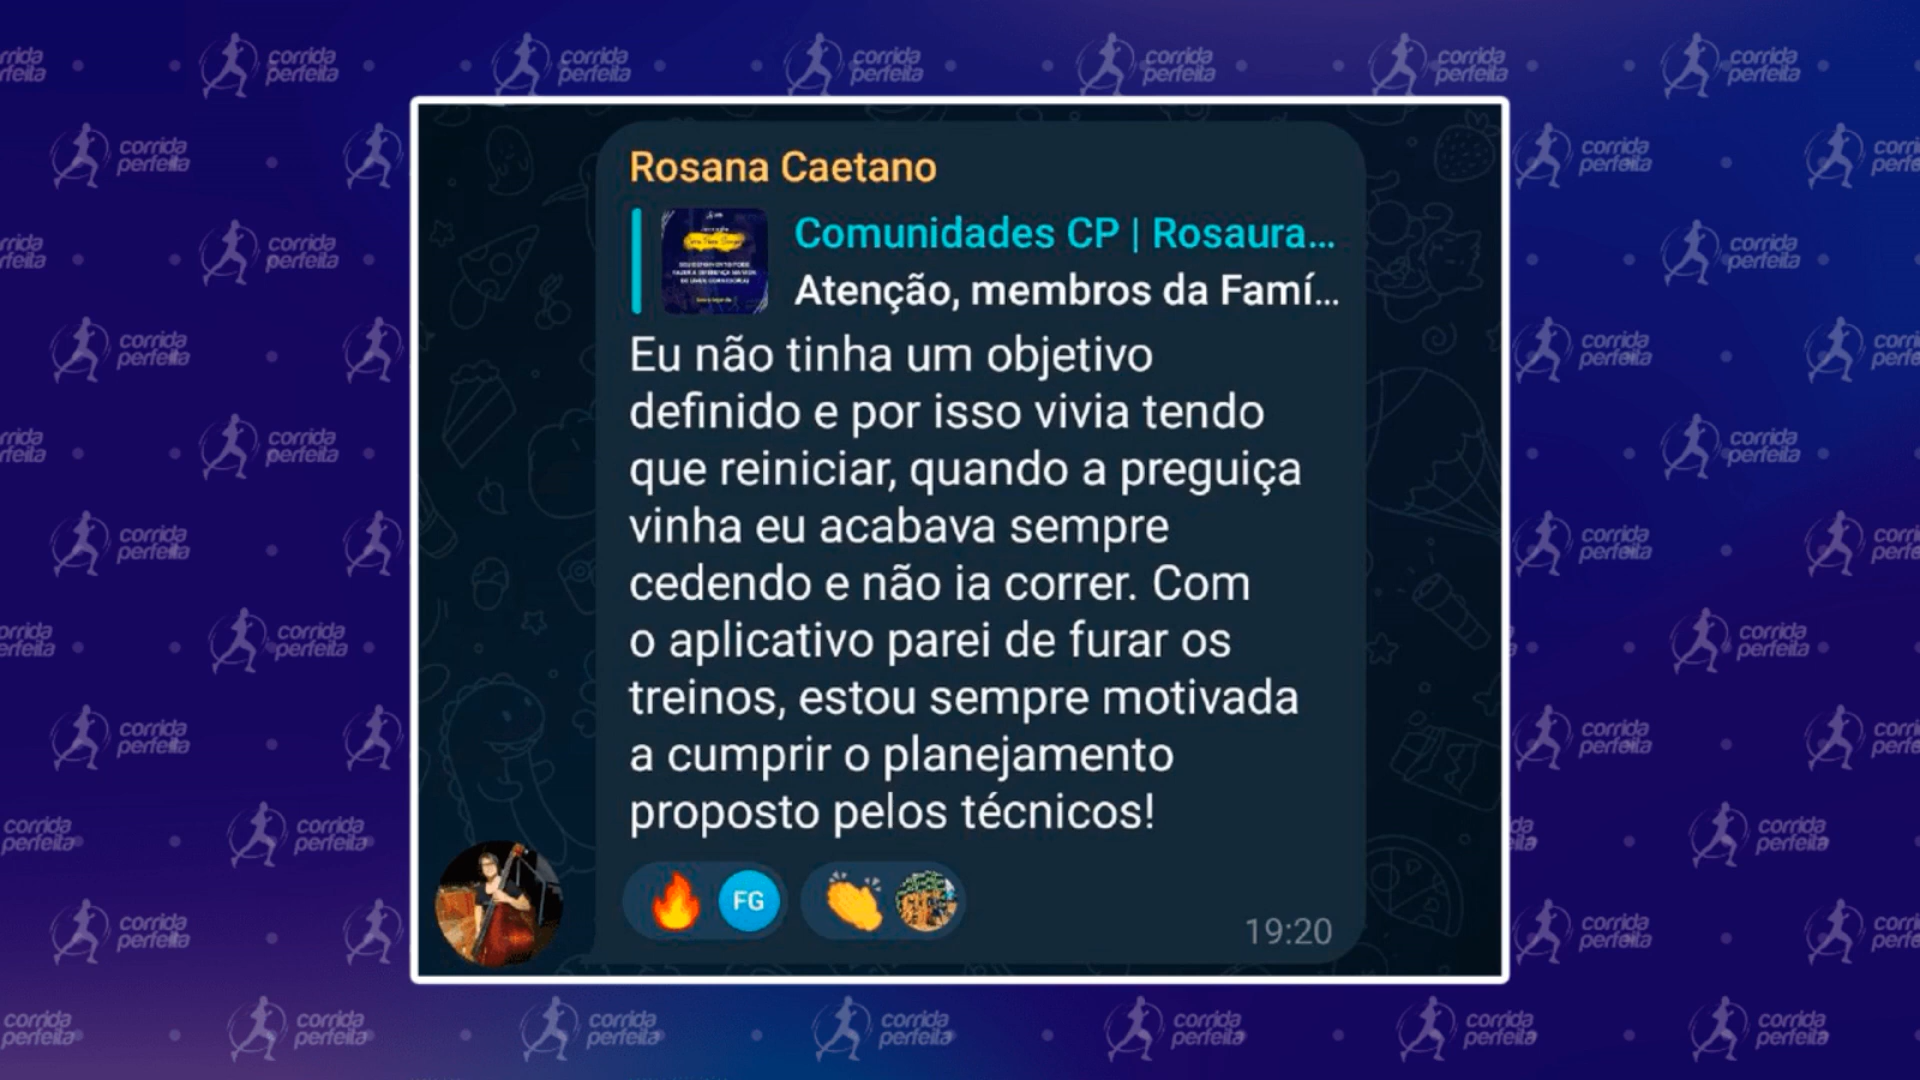 Rosana Caetano
Comunidades CP | Rosaura...
Atenção, membros da Famí...
Eu não tinha um objetivo
definido e por isso vivia tendo
que reiniciar, quando a preguiça
vinha eu acabava sempre
cedendo e não ia correr. Com
o aplicativo parei de furar os
treinos, estou sempre motivada
a cumprir o planejamento
proposto pelos técnicos!
FG
19:20
corrida
perfeita